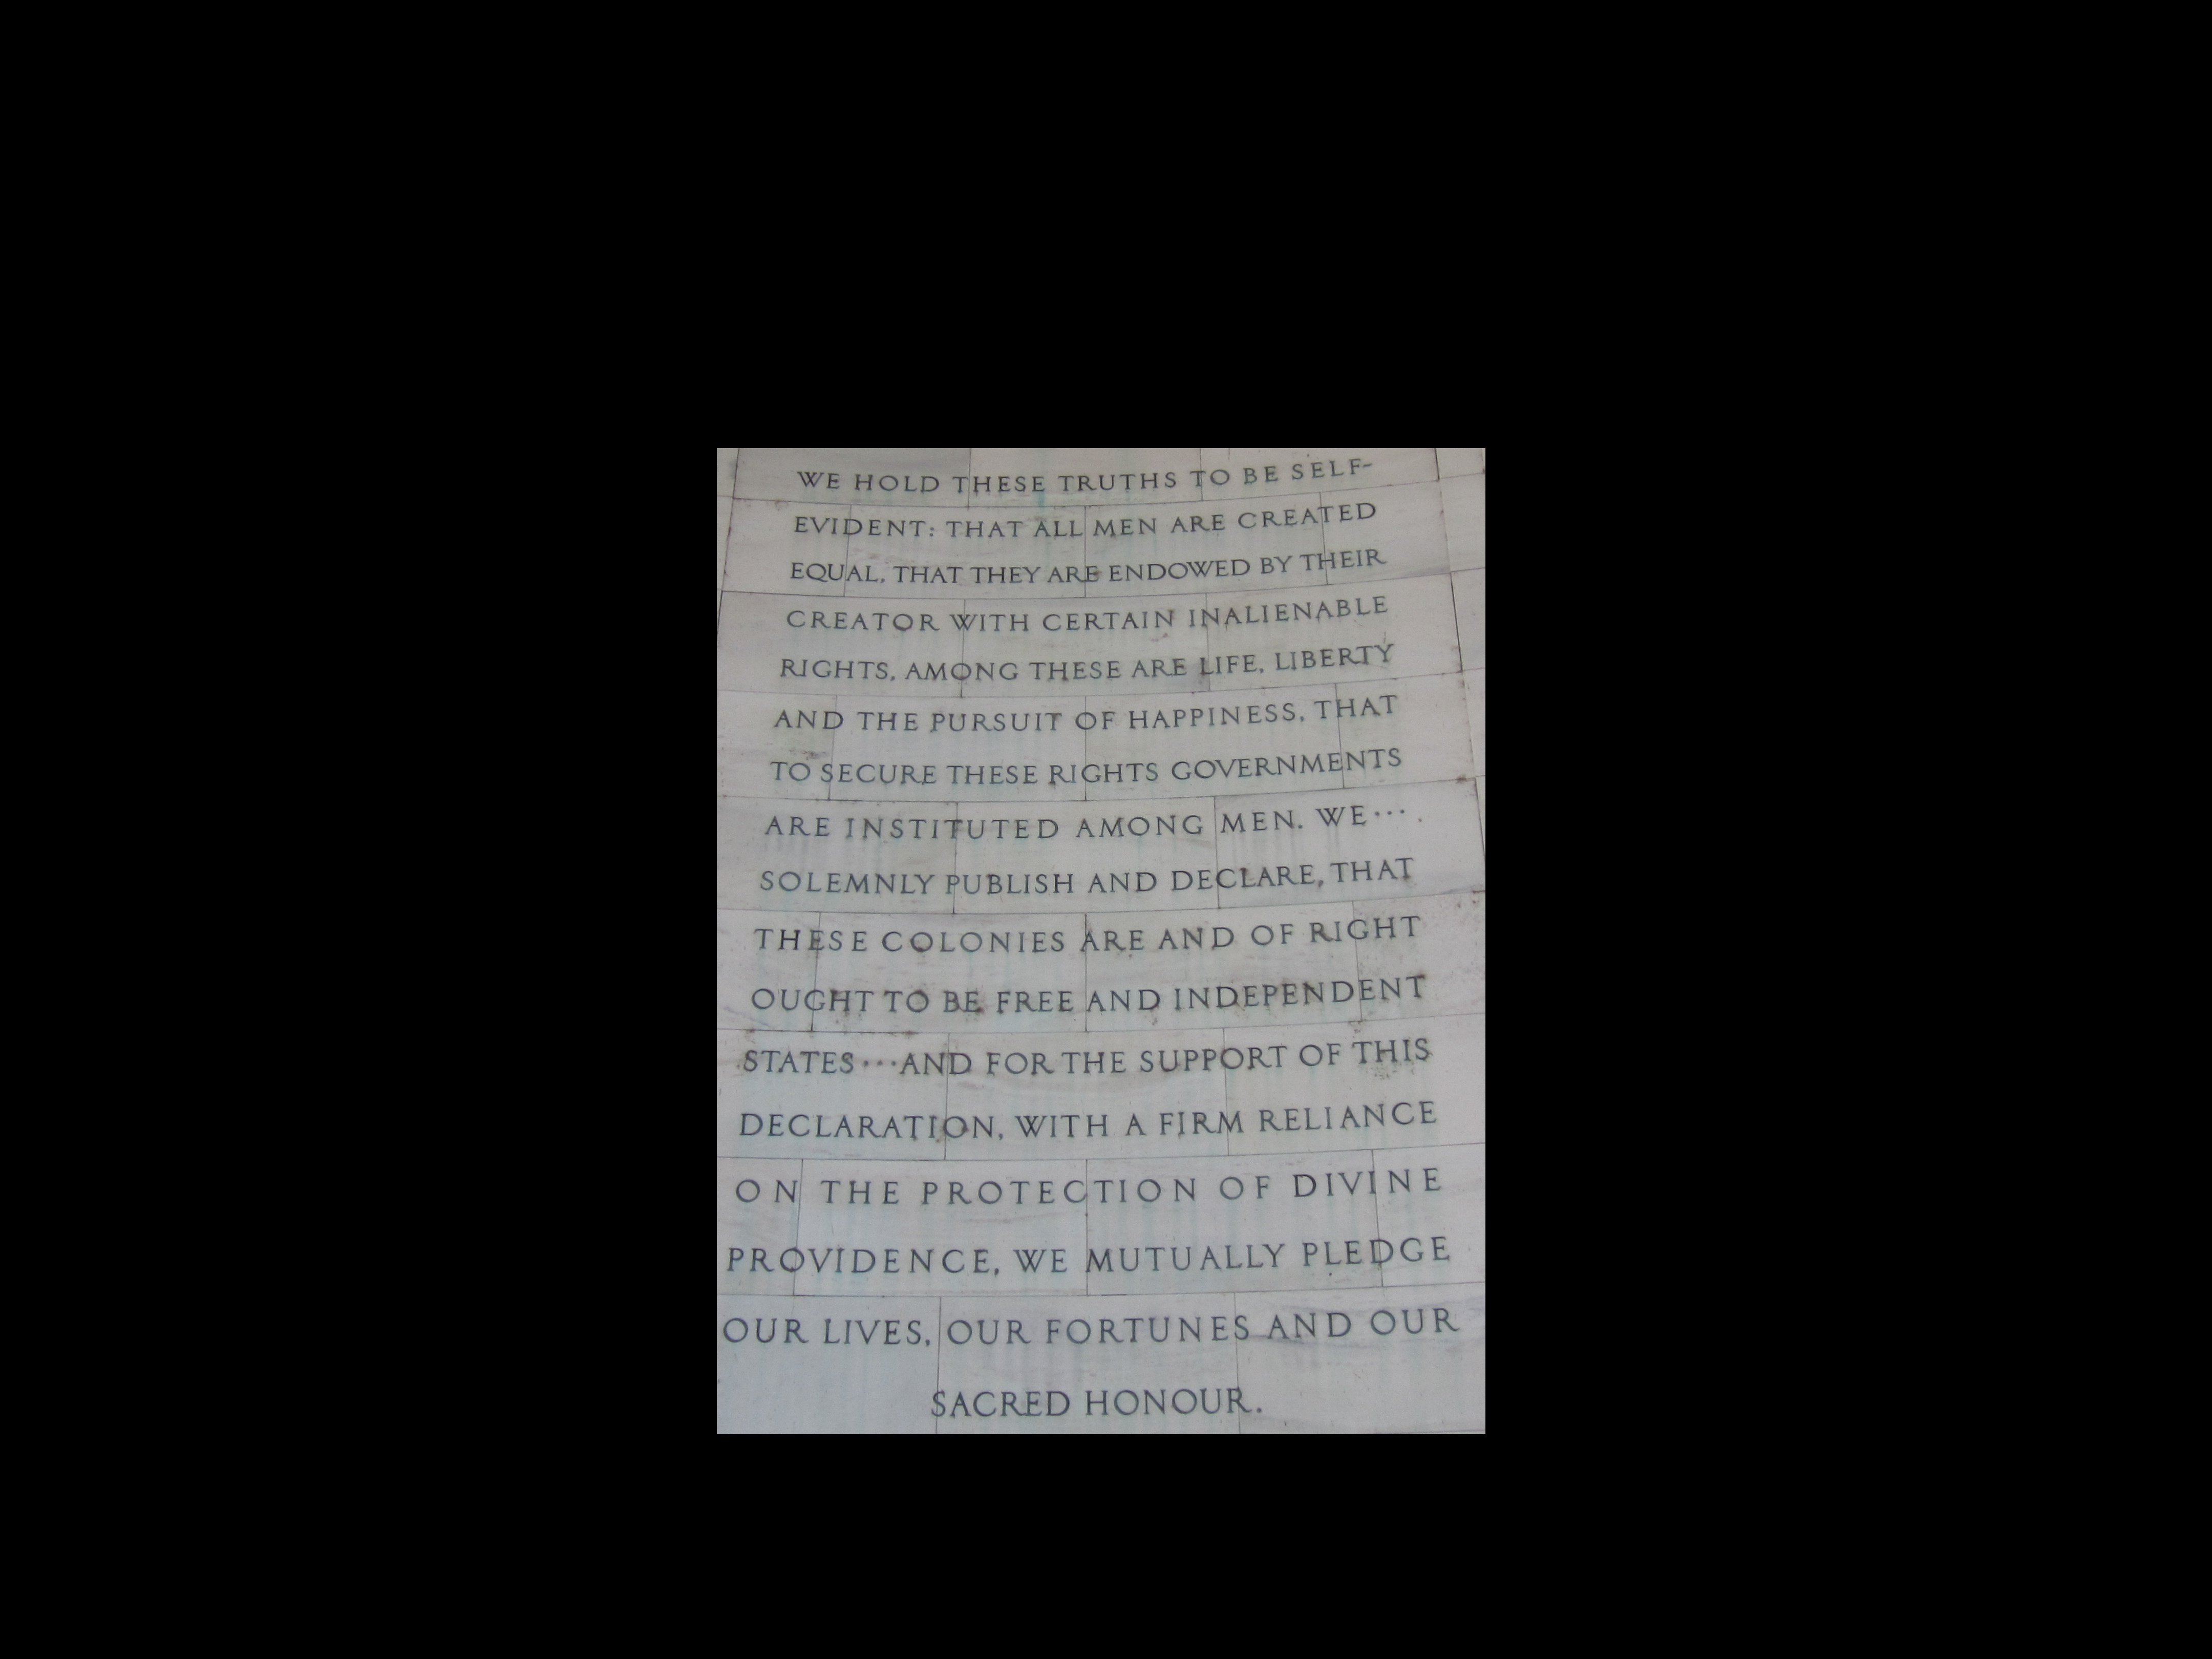 WE HOLD THESE TRUTHS TO BE SELF-
EVIDENT: THAT ALL MEN ARE CREATED
EQUAL, THAT THEY ARE ENDOWED BY THEIR
CREATOR WITH CERTAIN INALIENABLE
RIGHTS, AMONG THESE ARE LIFE, LIBERTY
AND THE PURSUIT OF HAPPINESS, THAT
TO SECURE THESE RIGHTS GOVERNMENTS
ARE INSTITUTED AMONG MEN. WE···.
SOLEMNLY PUBLISH AND DECLARE, THAT
THESE COLONIES ARE AND OF RIGHT
OUGHT TO BE FREE AND INDEPENDENT
STATES···AND FOR THE SUPPORT OF THIS
DECLARATION, WITH A FIRM RELIANCE
ON THE PROTECTION OF DIVINE
PROVIDENCE, WE MUTUALLY PLEDGE
OUR LIVES, OUR FORTUNES AND OUR
SACRED HONOUR.